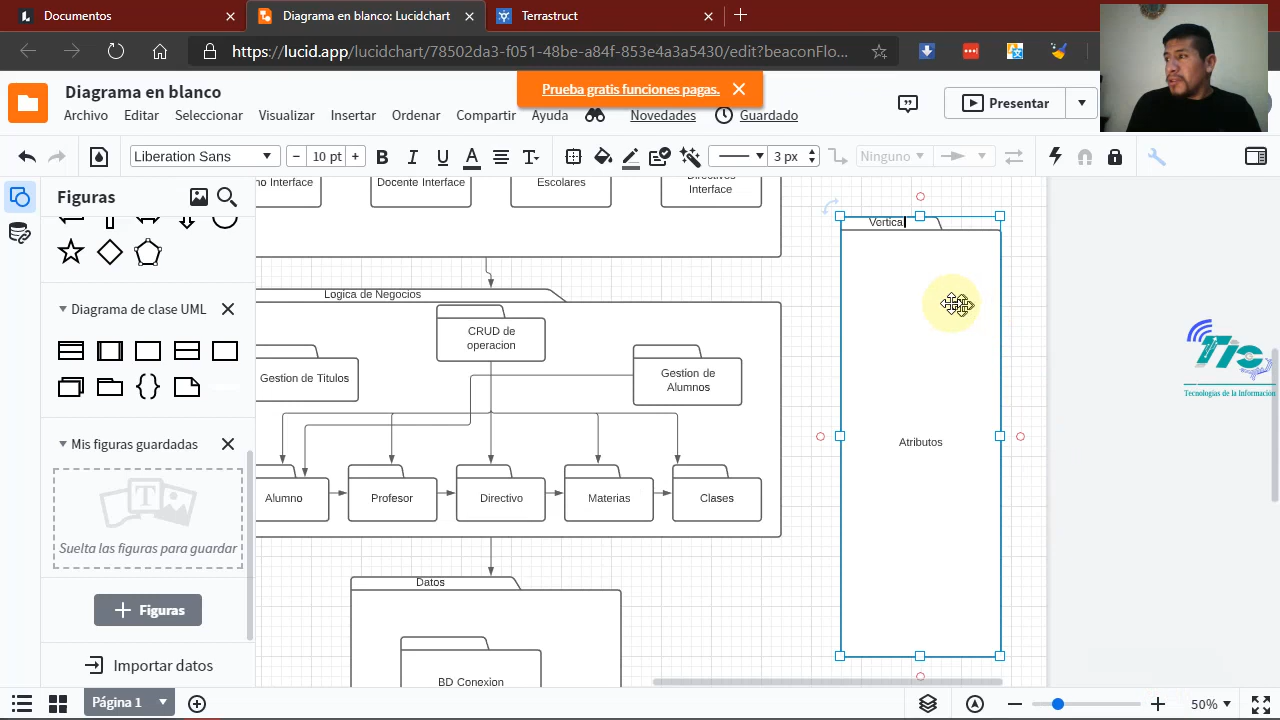 Documentos
Diagrama en blanco: Lucidchart
Terrastruct
https://lucid.app/lucidchart/78502da3-f051-48be-a84f-853e4a3a5430/edit?beaconFlo...
Diagrama en blanco
Prueba gratis funciones pagas.
Presentar
Archivo Editar Seleccionar Visualizar Insertar Ordenar Compartir Ayuda Novedades Guardado
Liberation Sans
10 pt
3 px
Ninguno
Figuras
Diagrama de clase UML
Mis figuras guardadas
Suelta las figuras para guardar
Figuras
Importar datos
Interface
Docente Interface
Escolares
Directivos
Interface
Logica de Negocios
CRUD de
operacion
Gestion de Titulos
Gestion de
Alumnos
Alumno
Profesor
Directivo
Materias
Clases
Datos
BD Conexion
Vertical
Atributos
Tic
Tecnologías de la Información
Página 1
50%